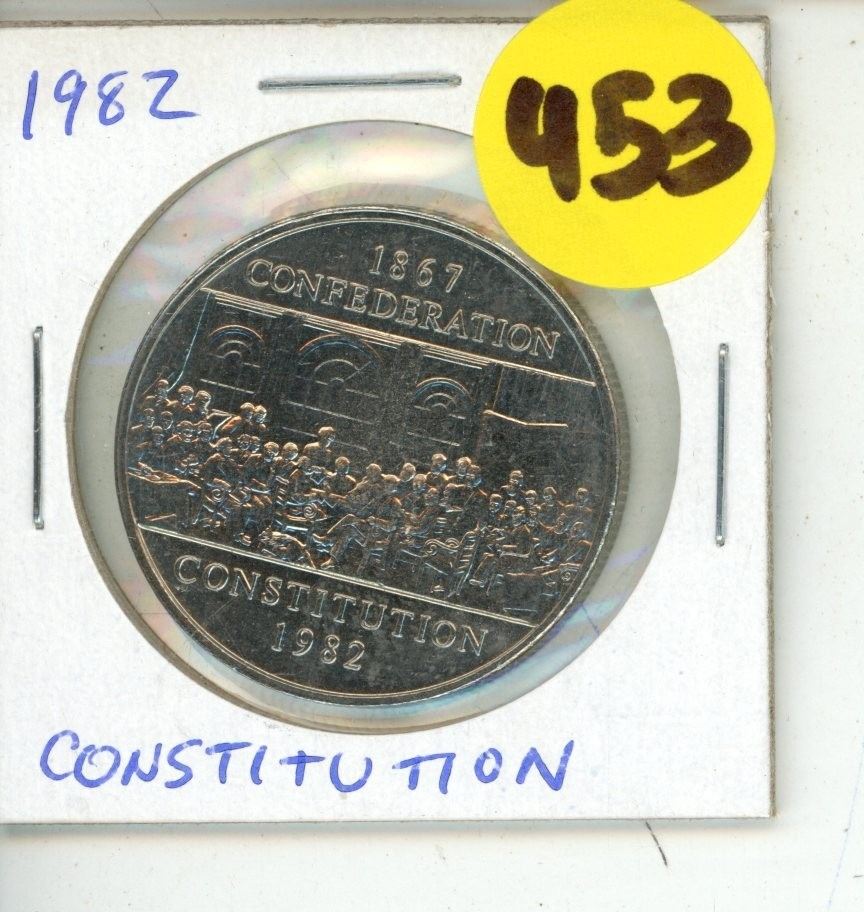 1982
453
1867
CONFEDERATION
CONSTITUTION
1982
CONSTITUTION